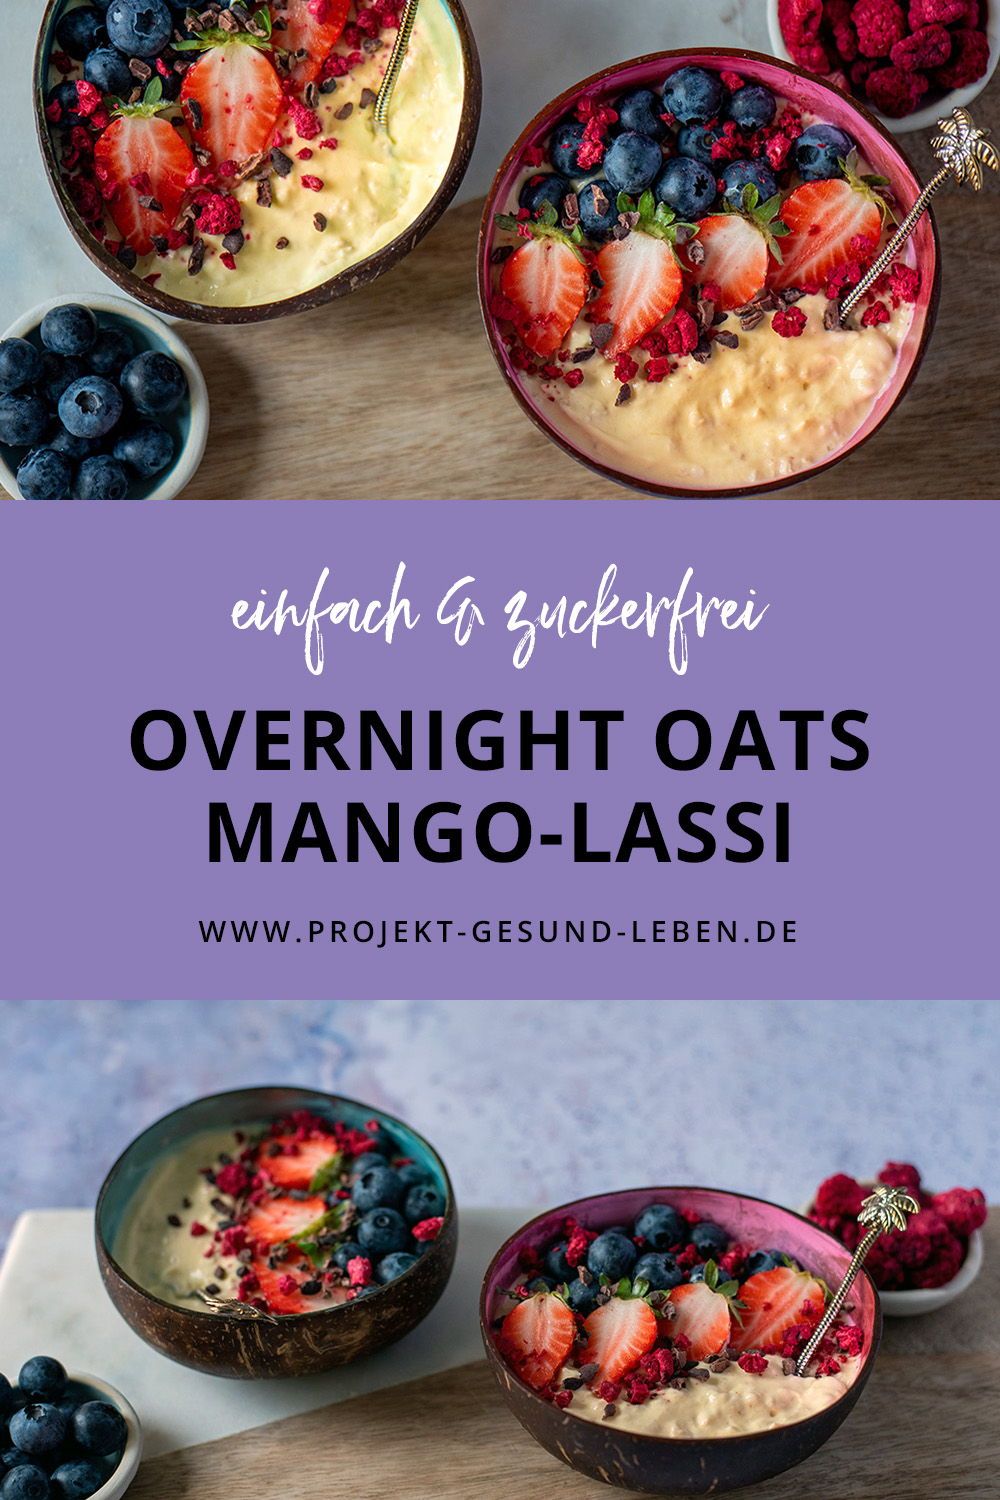 einfach & zuckerfrei
OVERNIGHT OATS
MANGO-LASSI
WWW.PROJEKT-GESUND-LEBEN.DE